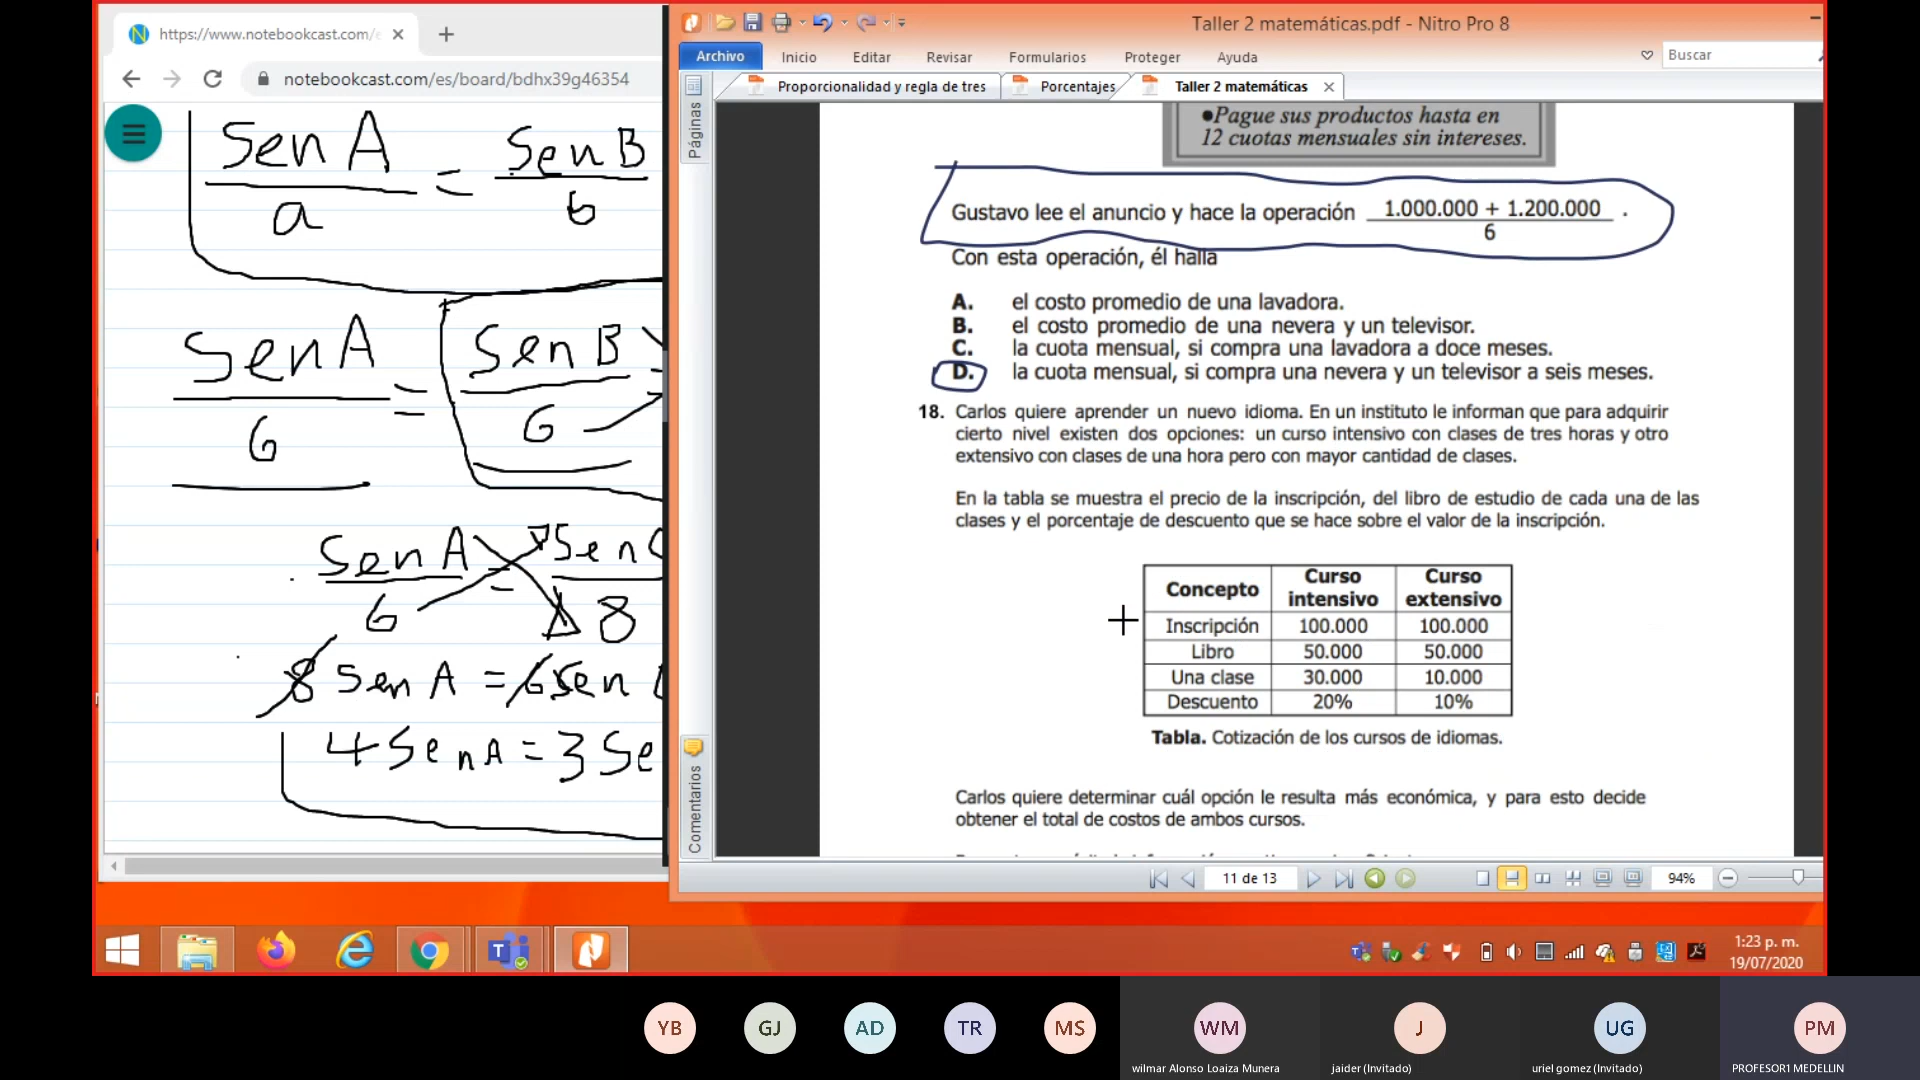 https://www.notebookcast.com/e
notebookcast.com/es/board/bdhx39g46354
Sen A
a
=
Sen B
b
Sen A
6
=
Sen B
6
Sen A
6
=
Sen
8
8 Sen A = 6 Sen
4 Sen A = 3 Se
Taller 2 matemáticas.pdf - Nitro Pro 8
Archivo Inicio Editar Revisar Formularios Proteger Ayuda Buscar
Proporcionalidad y regla de tres Porcentajes Taller 2 matemáticas
Páginas
Comentarios
•Pague sus productos hasta en
12 cuotas mensuales sin intereses.
Gustavo lee el anuncio y hace la operación 1.000.000 + 1.200.000 .
6
Con esta operación, él halla
A. el costo promedio de una lavadora.
B. el costo promedio de una nevera y un televisor.
C. la cuota mensual, si compra una lavadora a doce meses.
D. la cuota mensual, si compra una nevera y un televisor a seis meses.
18. Carlos quiere aprender un nuevo idioma. En un instituto le informan que para adquirir
cierto nivel existen dos opciones: un curso intensivo con clases de tres horas y otro
extensivo con clases de una hora pero con mayor cantidad de clases.
En la tabla se muestra el precio de la inscripción, del libro de estudio de cada una de las
clases y el porcentaje de descuento que se hace sobre el valor de la inscripción.
Concepto Curso intensivo Curso extensivo
Inscripción 100.000 100.000
Libro 50.000 50.000
Una clase 30.000 10.000
Descuento 20% 10%
Tabla. Cotización de los cursos de idiomas.
Carlos quiere determinar cuál opción le resulta más económica, y para esto decide
obtener el total de costos de ambos cursos.
11 de 13
94%
1:23 p. m.
19/07/2020
YB GJ AD TR MS WM J UG PM
wilmar Alonso Loaiza Munera jaider (Invitado) uriel gomez (Invitado) PROFESOR1 MEDELLIN